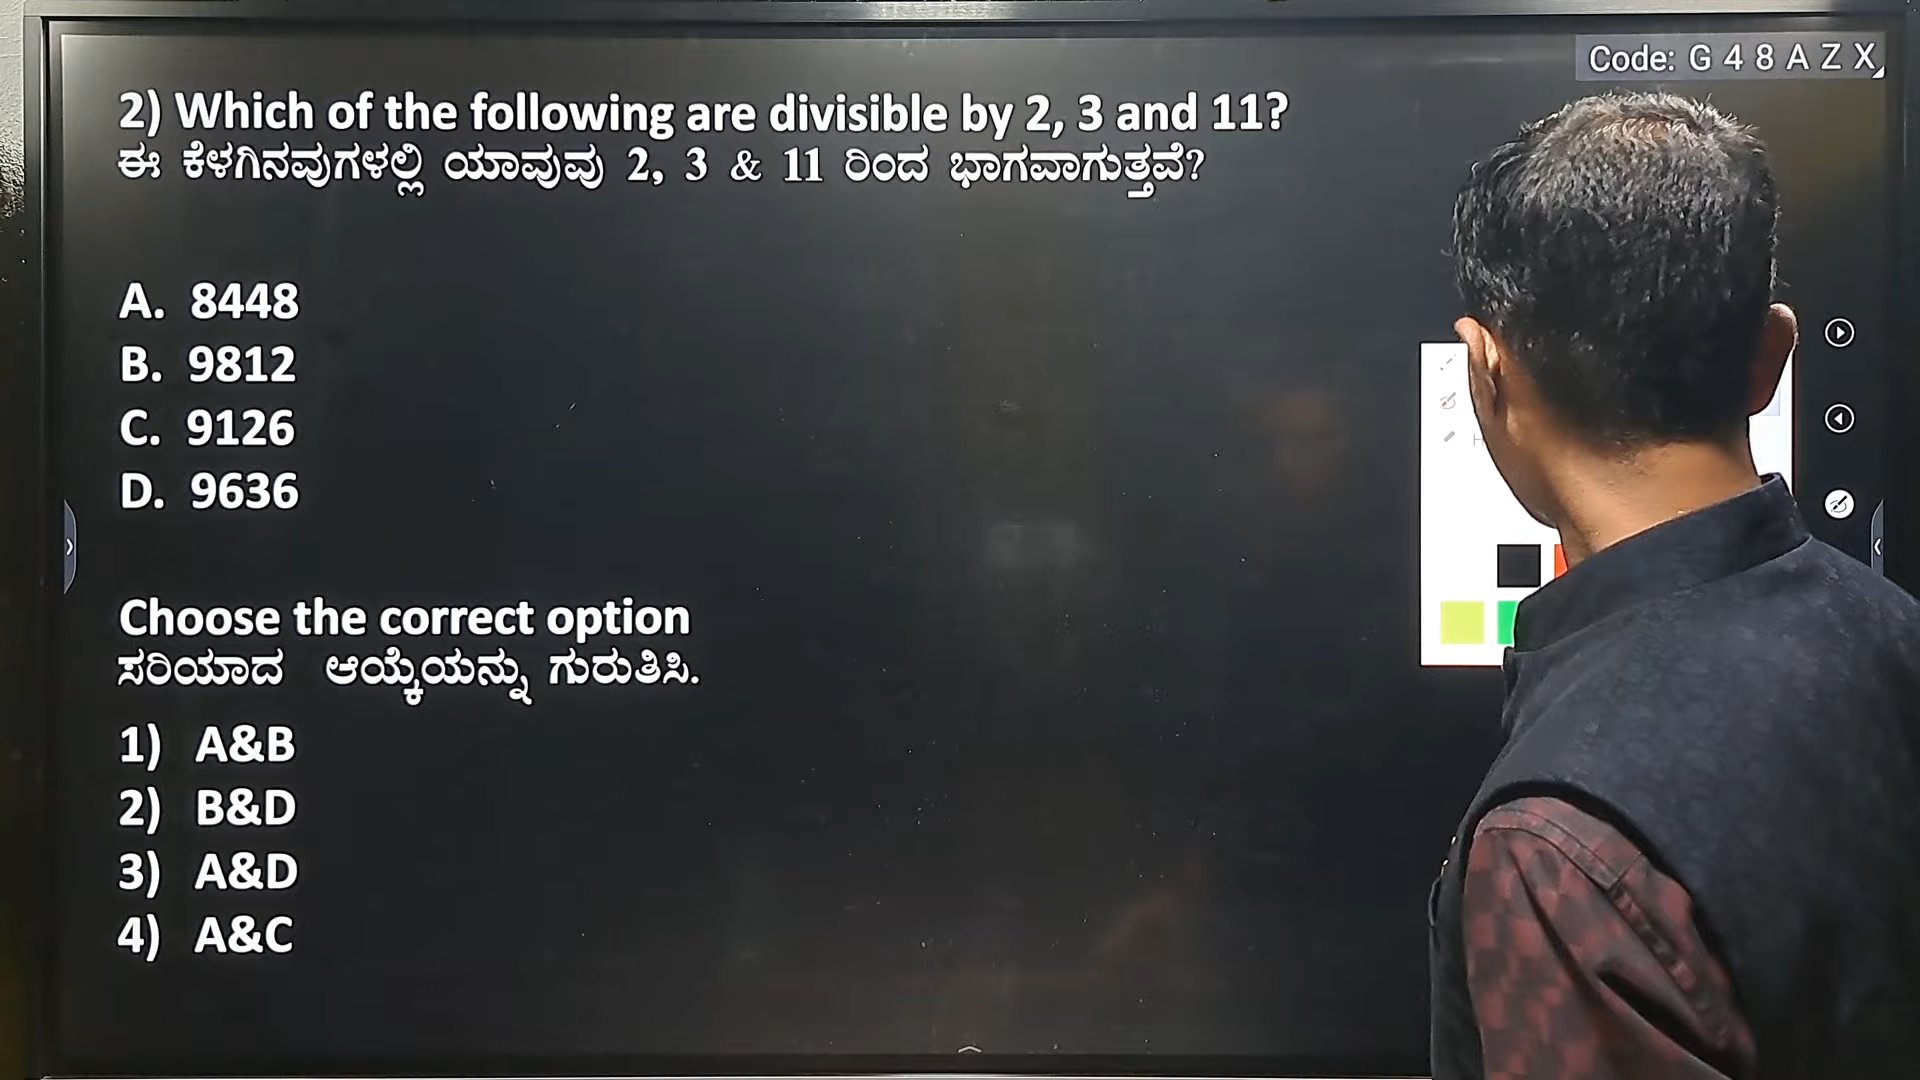 Code: G 4 8 A Z X
2) Which of the following are divisible by 2, 3 and 11?
ಈ ಕೆಳಗಿನವುಗಳಲ್ಲಿ ಯಾವುವು 2, 3 & 11 ರಿಂದ ಭಾಗವಾಗುತ್ತವೆ?
A. 8448
B. 9812
C. 9126
D. 9636
Choose the correct option
ಸರಿಯಾದ ಆಯ್ಕೆಯನ್ನು ಗುರುತಿಸಿ.
1) A&B
2) B&D
3) A&D
4) A&C